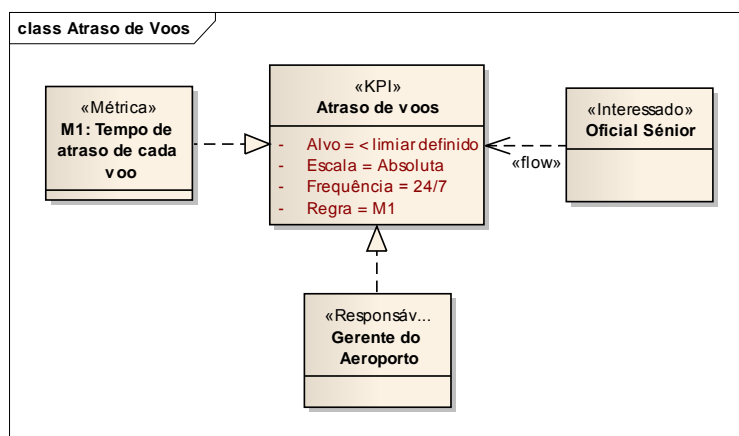 class Atraso de Voos
«Métrica»
M1: Tempo de
atraso de cada
voo
«KPI»
Atraso de voos
- Alvo = < limiar definido
- Escala = Absoluta
- Frequência = 24/7
- Regra = M1
«Interessado»
Oficial Sénior
«flow»
«Responsáv...
Gerente do
Aeroporto